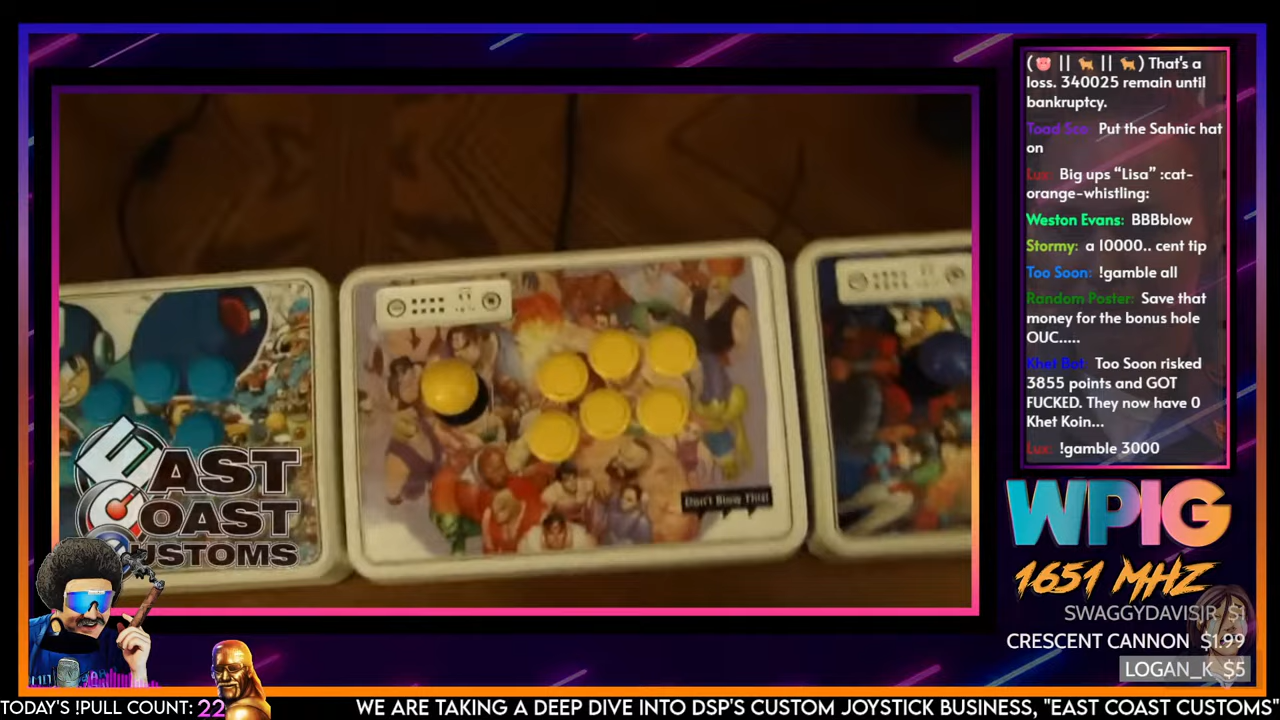 (🐷 || 🐕 || 🐕) That's a
loss. 340025 remain until
bankruptcy.
Toad Sco: Put the Sahnic hat
on
Lux: Big ups “Lisa” :cat-
orange-whistling:
Weston Evans: BBBblow
Stormy: a 10000.. cent tip
Too Soon: !gamble all
Random Poster: Save that
money for the bonus hole
OUC.....
Khet Bot: Too Soon risked
3855 points and GOT
FUCKED. They now have 0
Khet Koin...
Lux: !gamble 3000
Don't Blow This!
EAST
COAST
CUSTOMS
WPIG
1651 MHZ
SWAGGYDAVISJR $1
CRESCENT CANNON $1.99
LOGAN_K $5
TODAY'S !PULL COUNT: 22
WE ARE TAKING A DEEP DIVE INTO DSP'S CUSTOM JOYSTICK BUSINESS, "EAST COAST CUSTOMS"